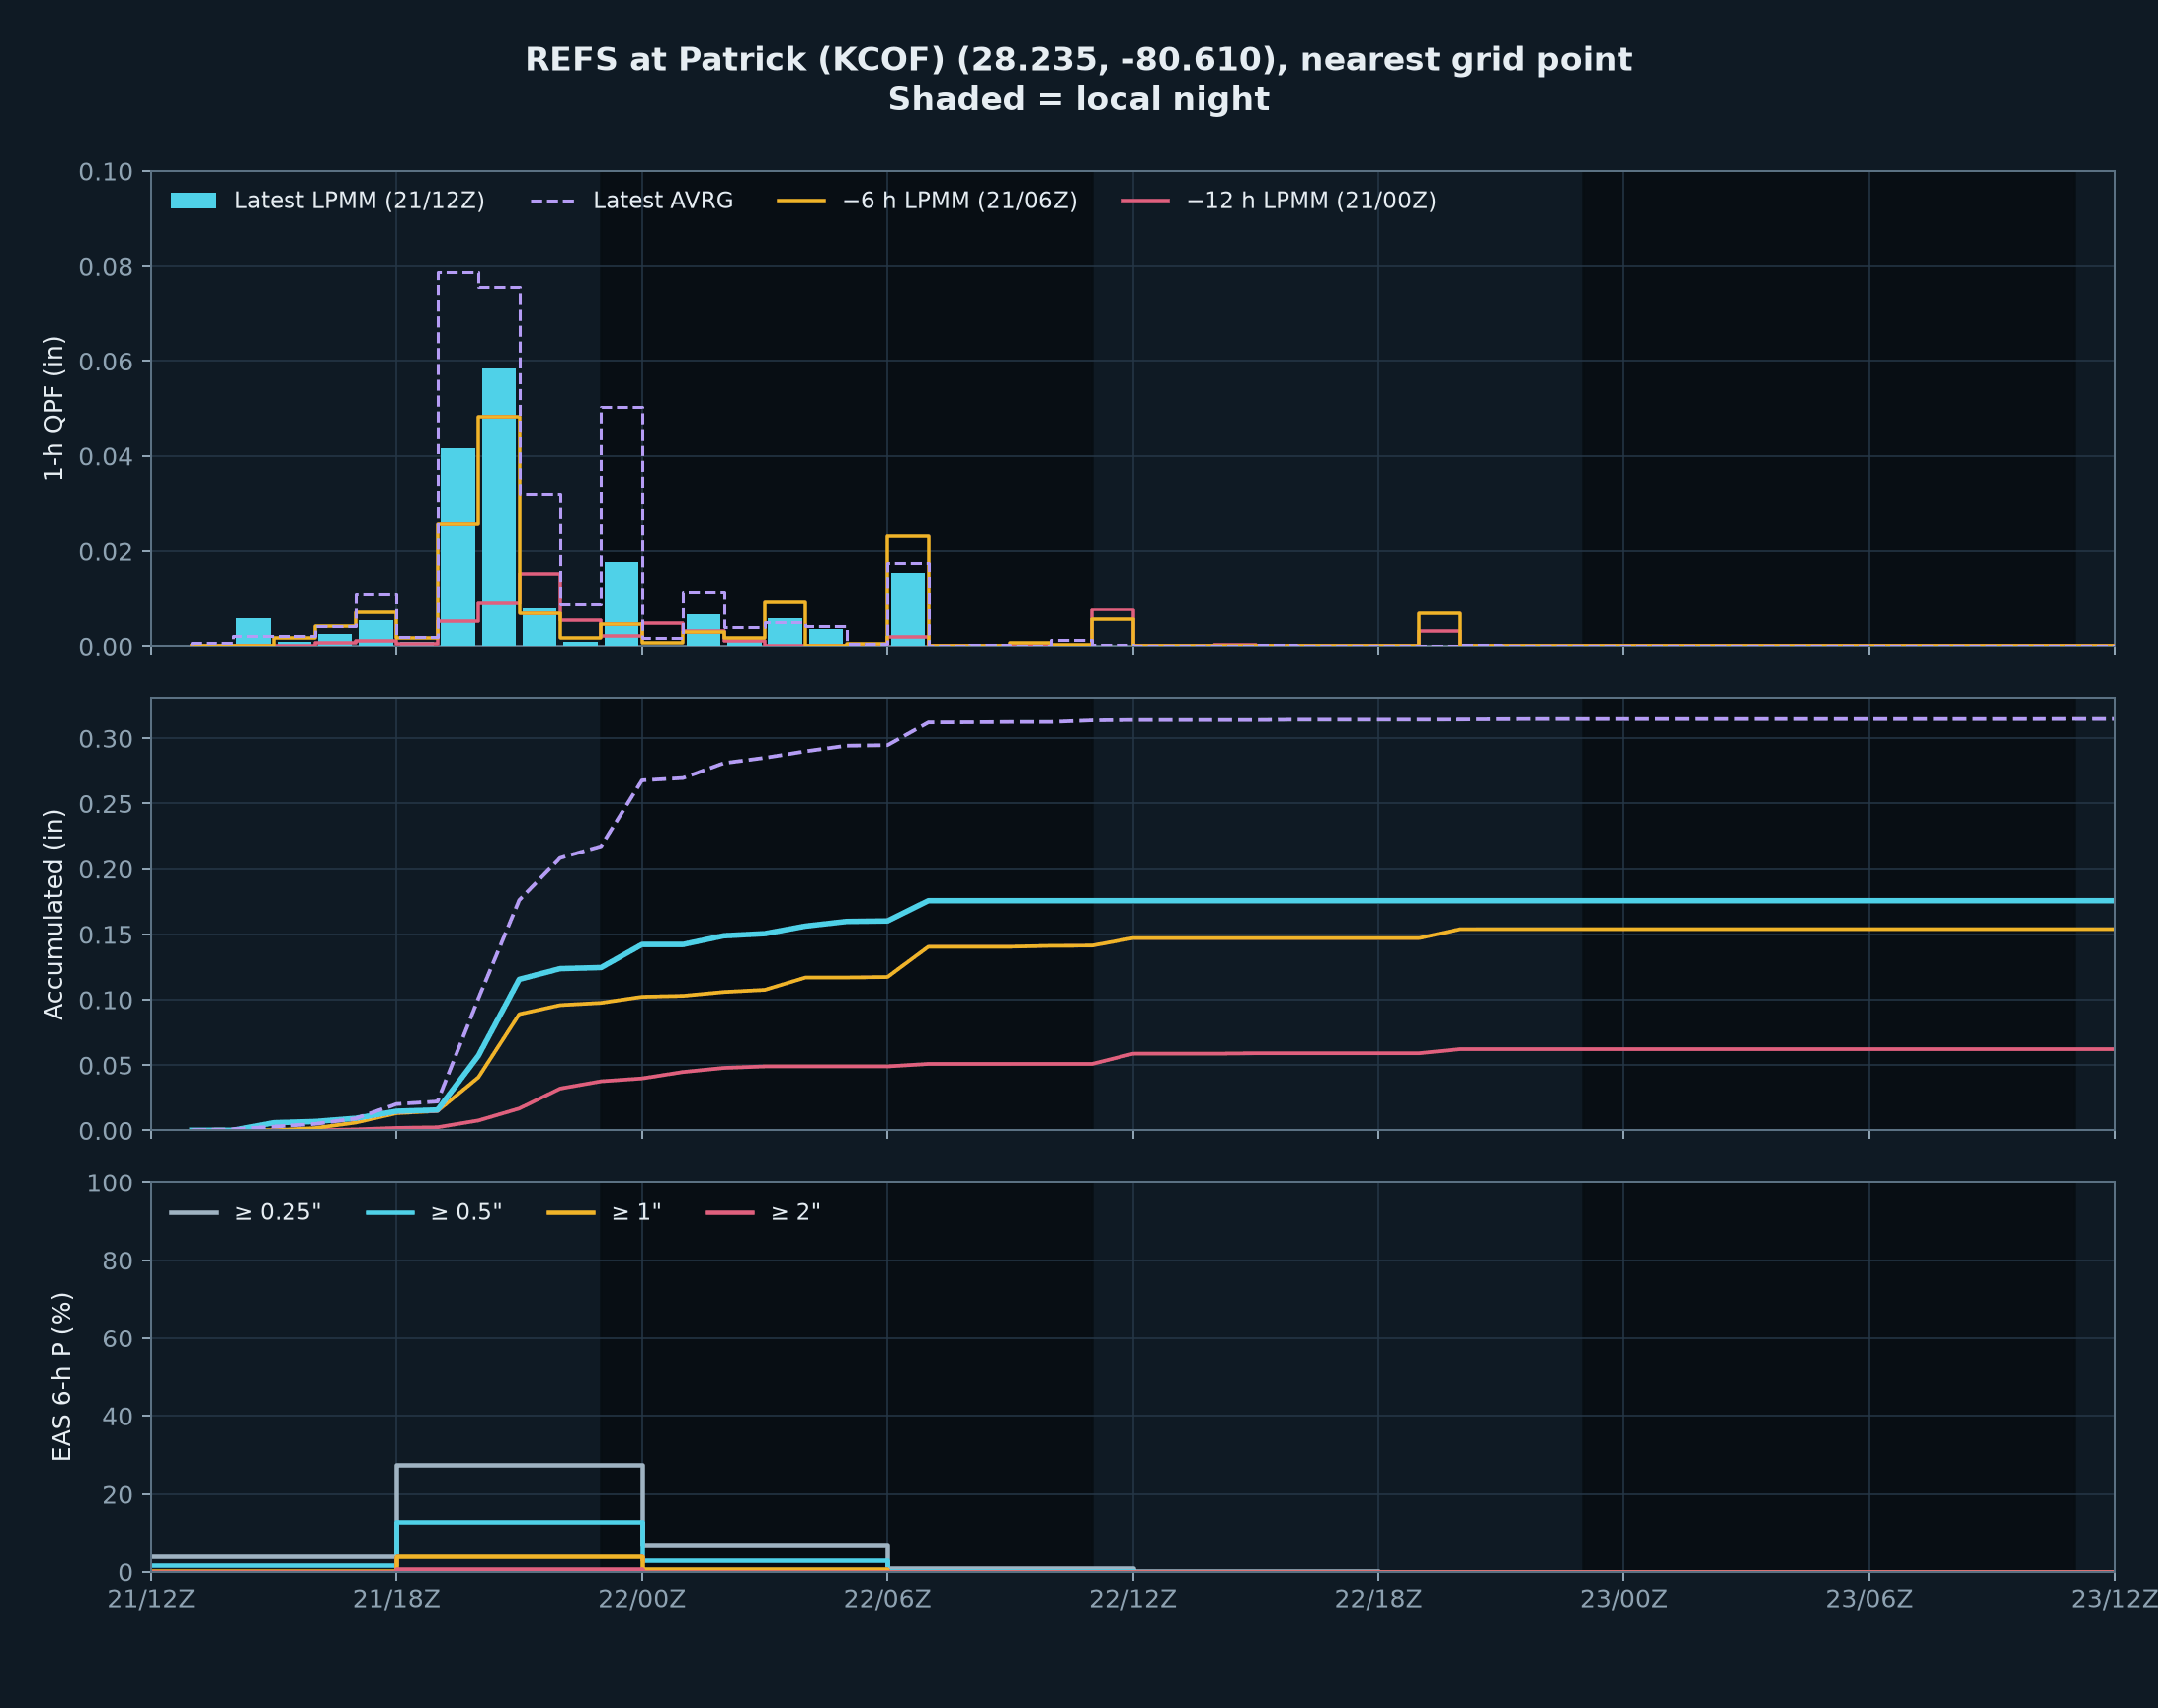 REFS at Patrick (KCOF) (28.235, -80.610), nearest grid point
Shaded = local night
1-h QPF (in)
0.10
0.08
0.06
0.04
0.02
0.00
Latest LPMM (21/12Z) Latest AVRG −6 h LPMM (21/06Z) −12 h LPMM (21/00Z)
Accumulated (in)
0.30
0.25
0.20
0.15
0.10
0.05
0.00
EAS 6-h P (%)
100
80
60
40
20
0
≥ 0.25" ≥ 0.5" ≥ 1" ≥ 2"
21/12Z 21/18Z 22/00Z 22/06Z 22/12Z 22/18Z 23/00Z 23/06Z 23/12Z